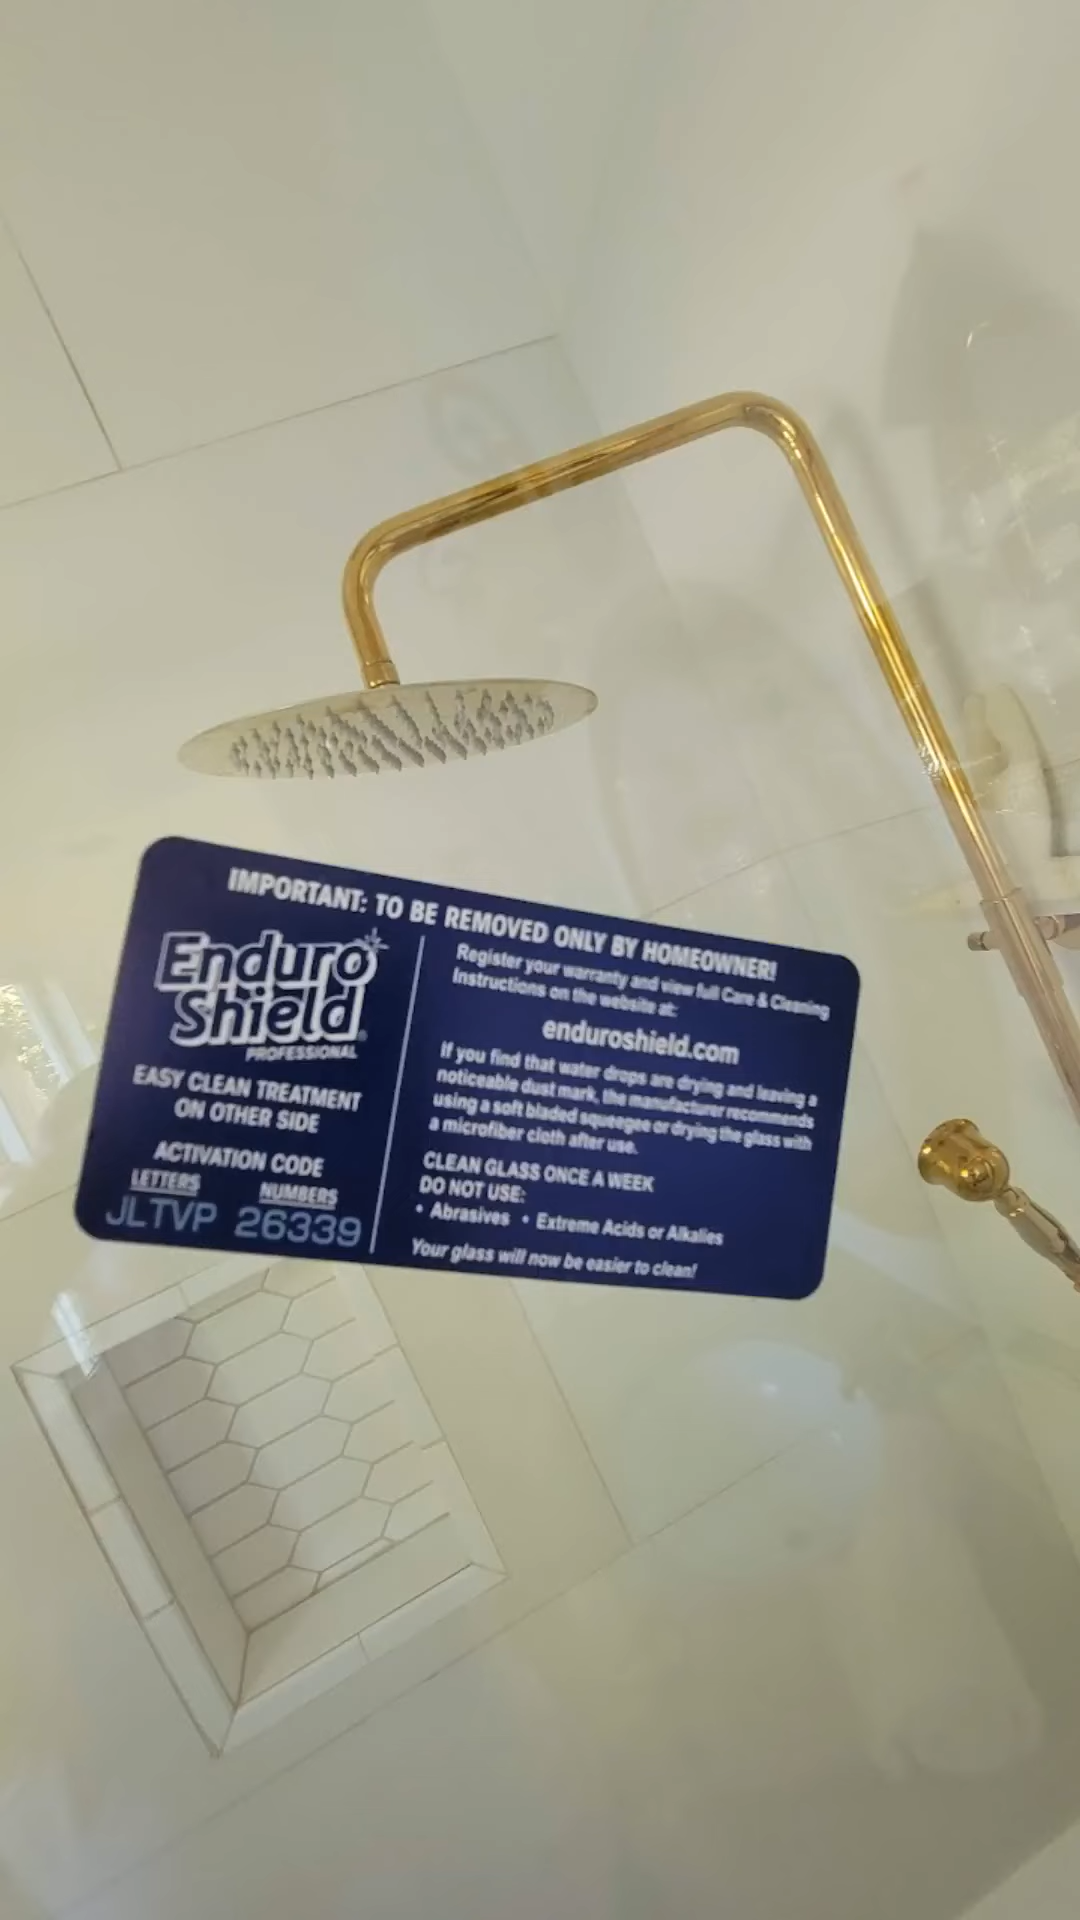 IMPORTANT: TO BE REMOVED ONLY BY HOMEOWNER!
Enduro
Shield®
PROFESSIONAL
EASY CLEAN TREATMENT
ON OTHER SIDE
ACTIVATION CODE
LETTERS NUMBERS
JLTVP 26339
Register your warranty and view full Care & Cleaning
Instructions on the website at:
enduroshield.com
If you find that water drops are drying and leaving a
noticeable dust mark, the manufacturer recommends
using a soft bladed squeegee or drying the glass with
a microfiber cloth after use.
CLEAN GLASS ONCE A WEEK
DO NOT USE:
• Abrasives • Extreme Acids or Alkalies
Your glass will now be easier to clean!